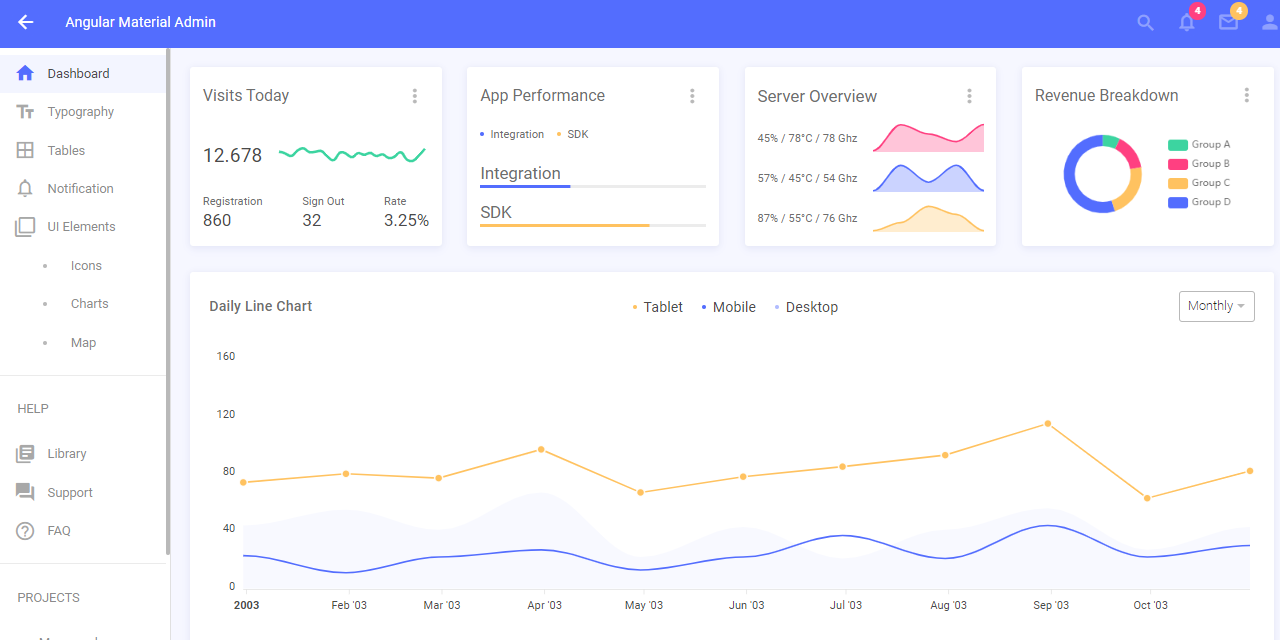 Angular Material Admin
4
4
Dashboard
Typography
Tables
Notification
UI Elements
Icons
Charts
Map
HELP
Library
Support
FAQ
PROJECTS
Visits Today
12.678
Registration Sign Out Rate
860 32 3.25%
App Performance
Integration SDK
Integration
SDK
Server Overview
45% / 78°C / 78 Ghz
57% / 45°C / 54 Ghz
87% / 55°C / 76 Ghz
Revenue Breakdown
Group A
Group B
Group C
Group D
Daily Line Chart
Tablet Mobile Desktop
Monthly
160
120
80
40
0
2003 Feb '03 Mar '03 Apr '03 May '03 Jun '03 Jul '03 Aug '03 Sep '03 Oct '03